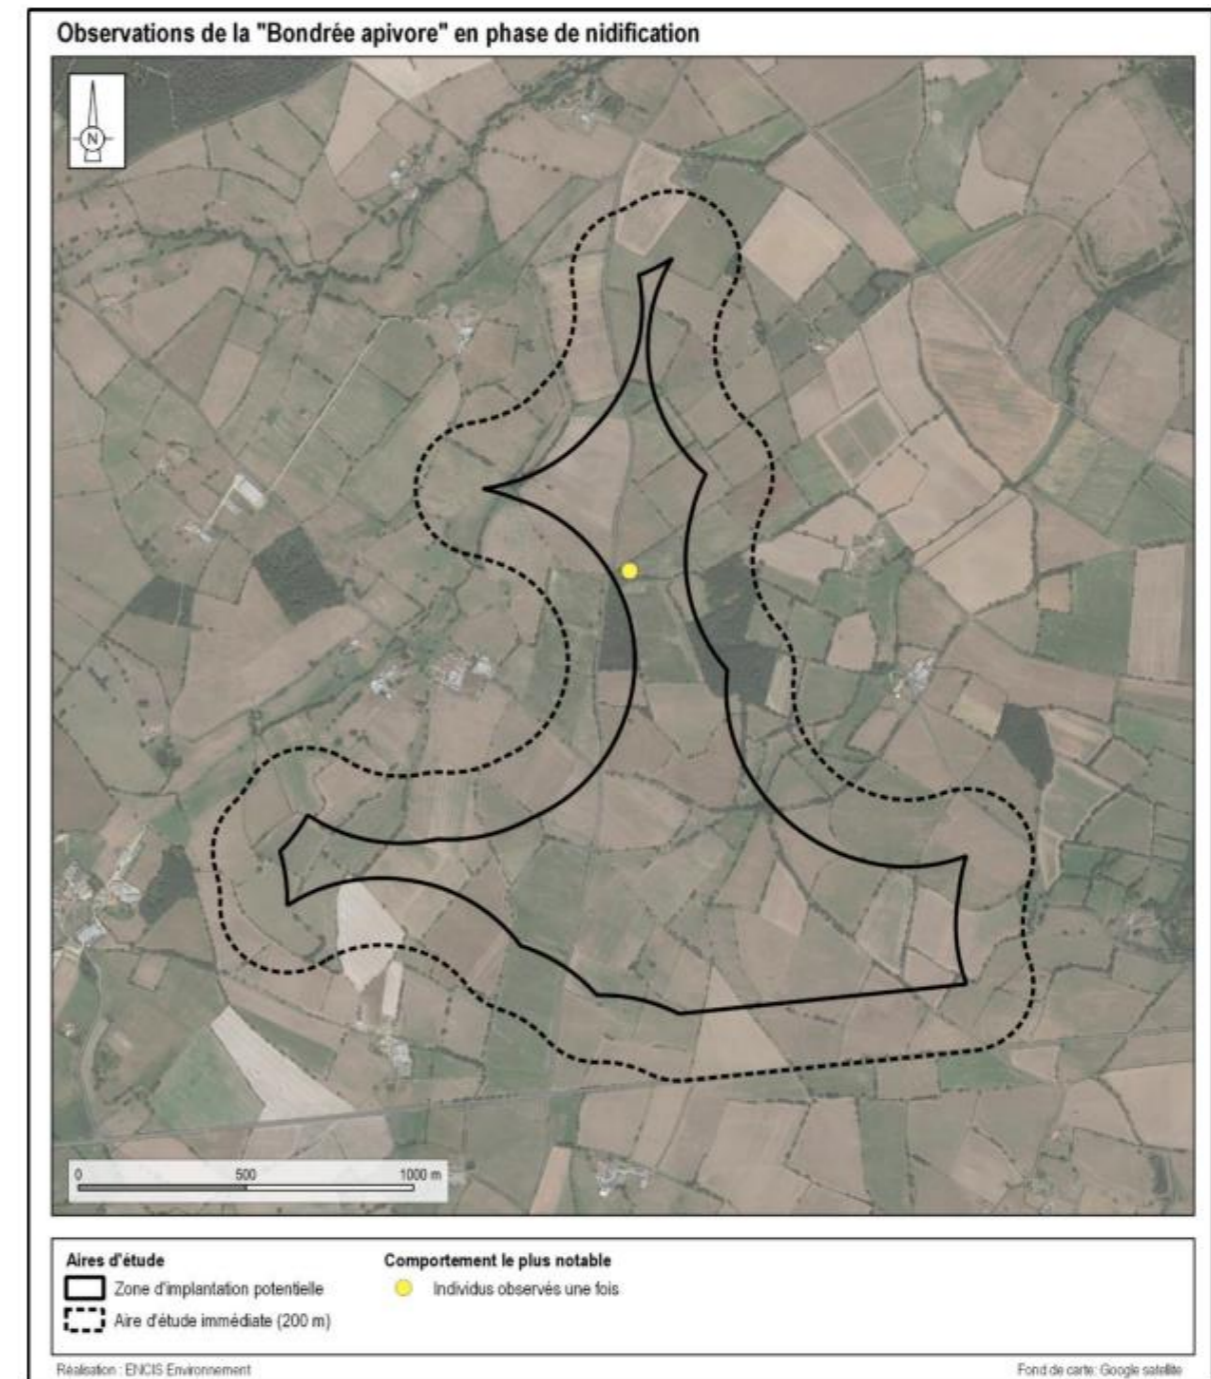 Observations de la "Bondrée apivore" en phase de nidification
N
0 500 1000 m
Aires d'étude
Zone d'implantation potentielle
Aire d'étude immédiate (200 m)
Comportement le plus notable
Individus observés une fois
Réalisation : ENCIS Environnement
Fond de carte: Google satellite